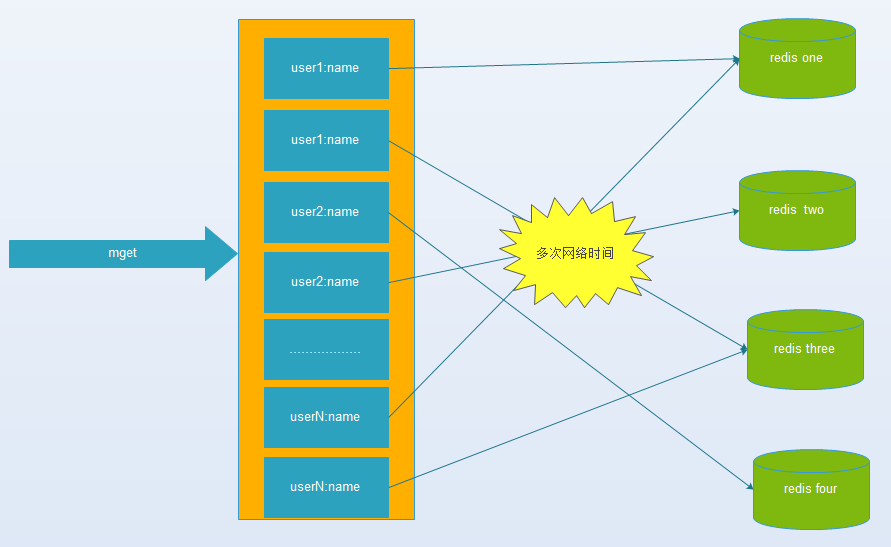 mget
user1:name
user1:name
user2:name
user2:name
..................
userN:name
userN:name
多次网络时间
redis one
redis  two
redis three
redis four